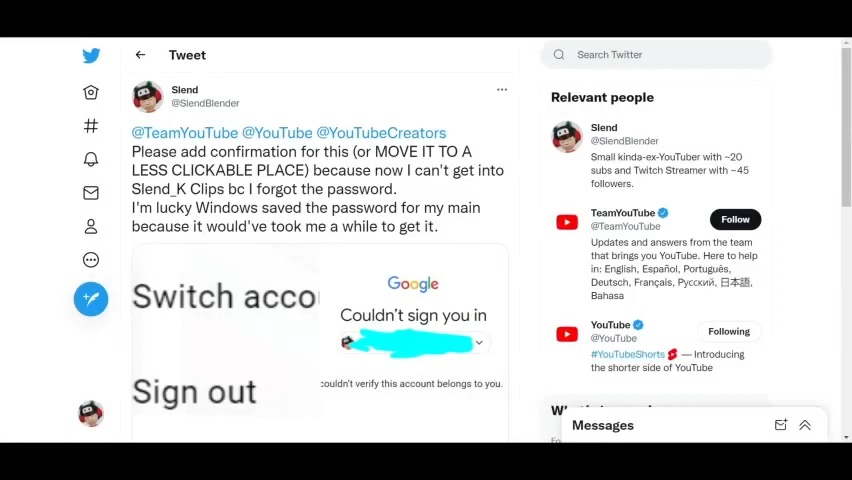 Tweet
Slend
@SlendBlender
@TeamYouTube @YouTube @YouTubeCreators
Please add confirmation for this (or MOVE IT TO A
LESS CLICKABLE PLACE) because now I can't get into
Slend_K Clips bc I forgot the password.
I'm lucky Windows saved the password for my main
because it would've took me a while to get it.
Switch accou
Sign out
Google
Couldn't sign you in
couldn't verify this account belongs to you.
Search Twitter
Relevant people
Slend
@SlendBlender
Small kinda-ex-YouTuber with ~20
subs and Twitch Streamer with ~45
followers.
TeamYouTube
@TeamYouTube
Follow
Updates and answers from the team
that brings you YouTube. Here to help
in: English, Español, Português,
Deutsch, Français, Русский, 日本語,
Bahasa
YouTube
@YouTube
Following
#YouTubeShorts — Introducing
the shorter side of YouTube
Messages